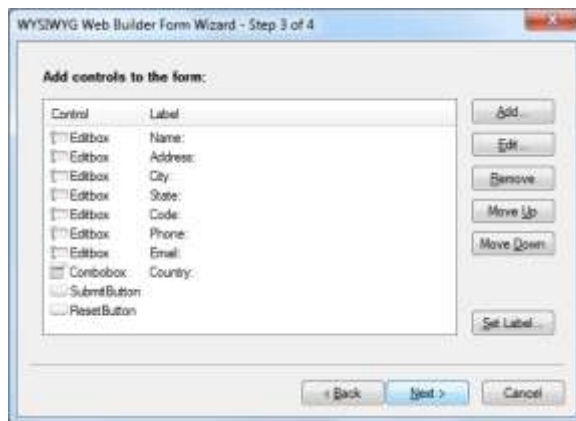 WYSIWYG Web Builder Form Wizard - Step 3 of 4
Add controls to the form:
Control Label
Editbox Name:
Editbox Address:
Editbox City:
Editbox State:
Editbox Code:
Editbox Phone:
Editbox Email:
Combobox Country:
SubmitButton
ResetButton
Add...
Edit...
Remove
Move Up
Move Down
Set Label...
< Back Next > Cancel